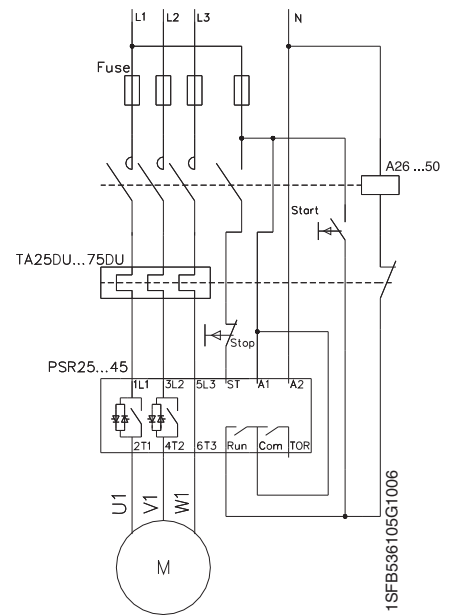 L1 L2 L3 N
Fuse
A26 ...50
Start
TA25DU...75DU
Stop
PSR25...45
1L1 3L2 5L3 ST A1 A2
2T1 4T2 6T3 Run Com TOR
U1 V1 W1
M
1SFB536105G1006